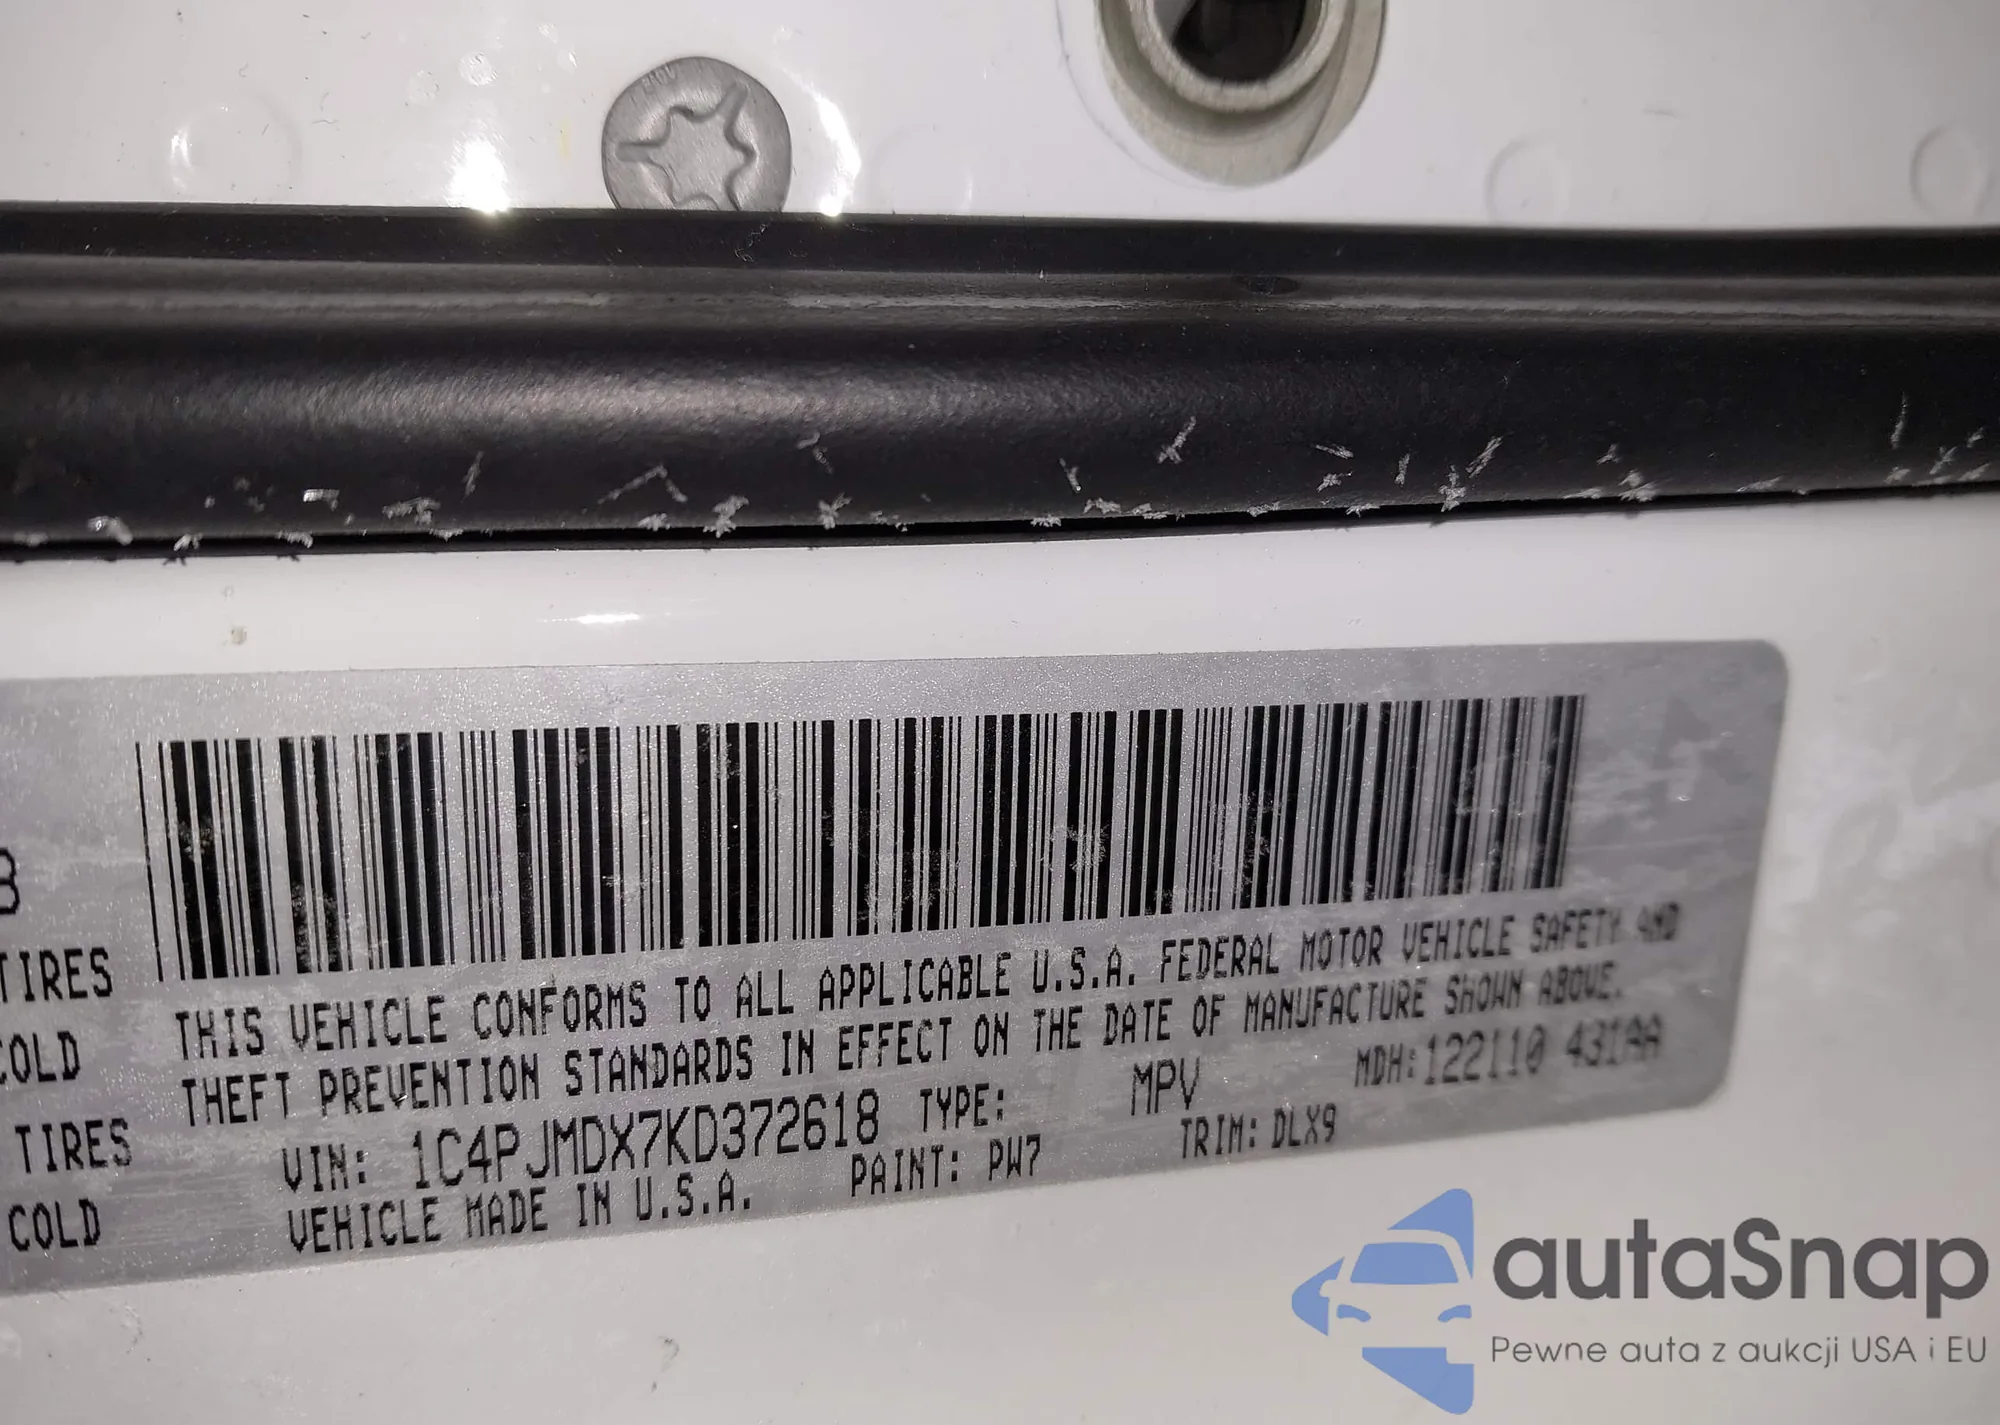 B
TIRES
COLD
TIRES
COLD
THIS VEHICLE CONFORMS TO ALL APPLICABLE U.S.A. FEDERAL MOTOR VEHICLE SAFETY AND
THEFT PREVENTION STANDARDS IN EFFECT ON THE DATE OF MANUFACTURE SHOWN ABOVE.
VIN: 1C4PJMDX7KD372618 TYPE: MPV MDH: 122110 431AA
VEHICLE MADE IN U.S.A. PAINT: PW7 TRIM: DLX9
autaSnap
Pewne auta z aukcji USA i EU